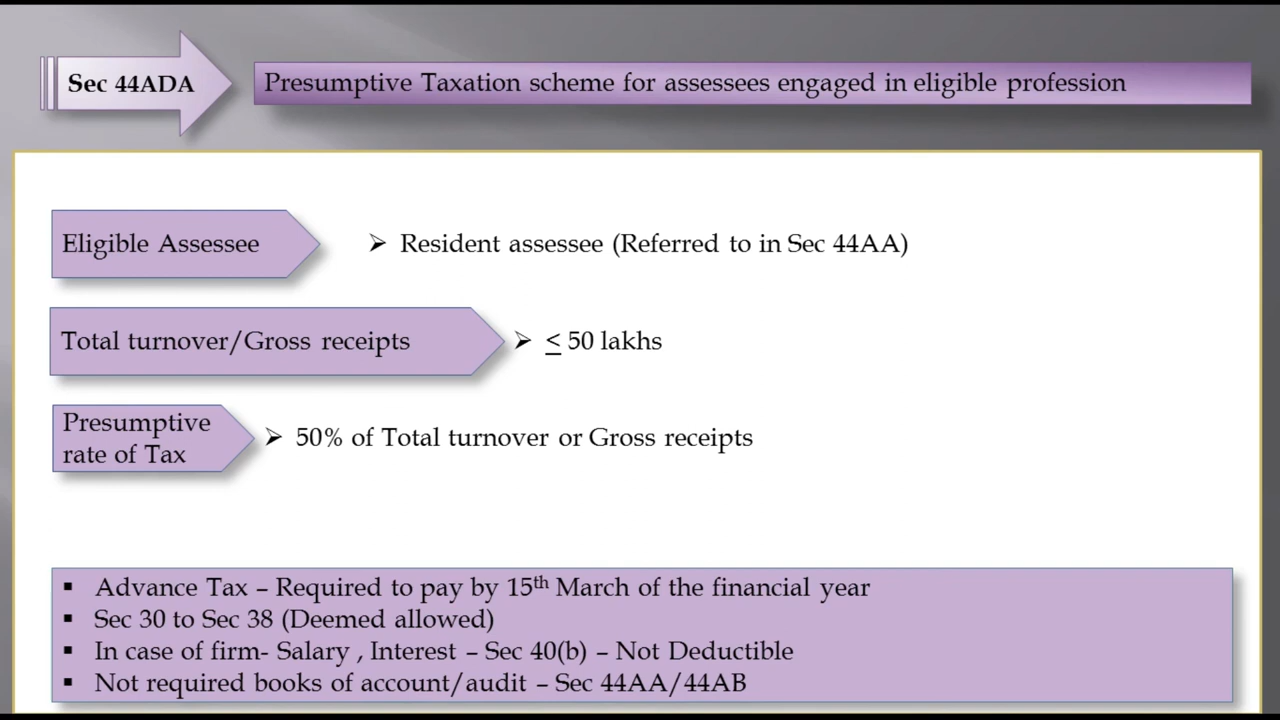 Sec 44ADA
Presumptive Taxation scheme for assessees engaged in eligible profession
Eligible Assessee
➢ Resident assessee (Referred to in Sec 44AA)
Total turnover/Gross receipts
➢ ≤ 50 lakhs
Presumptive
rate of Tax
➢ 50% of Total turnover or Gross receipts
▪ Advance Tax – Required to pay by 15th March of the financial year
▪ Sec 30 to Sec 38 (Deemed allowed)
▪ In case of firm- Salary , Interest – Sec 40(b) – Not Deductible
▪ Not required books of account/audit – Sec 44AA/44AB